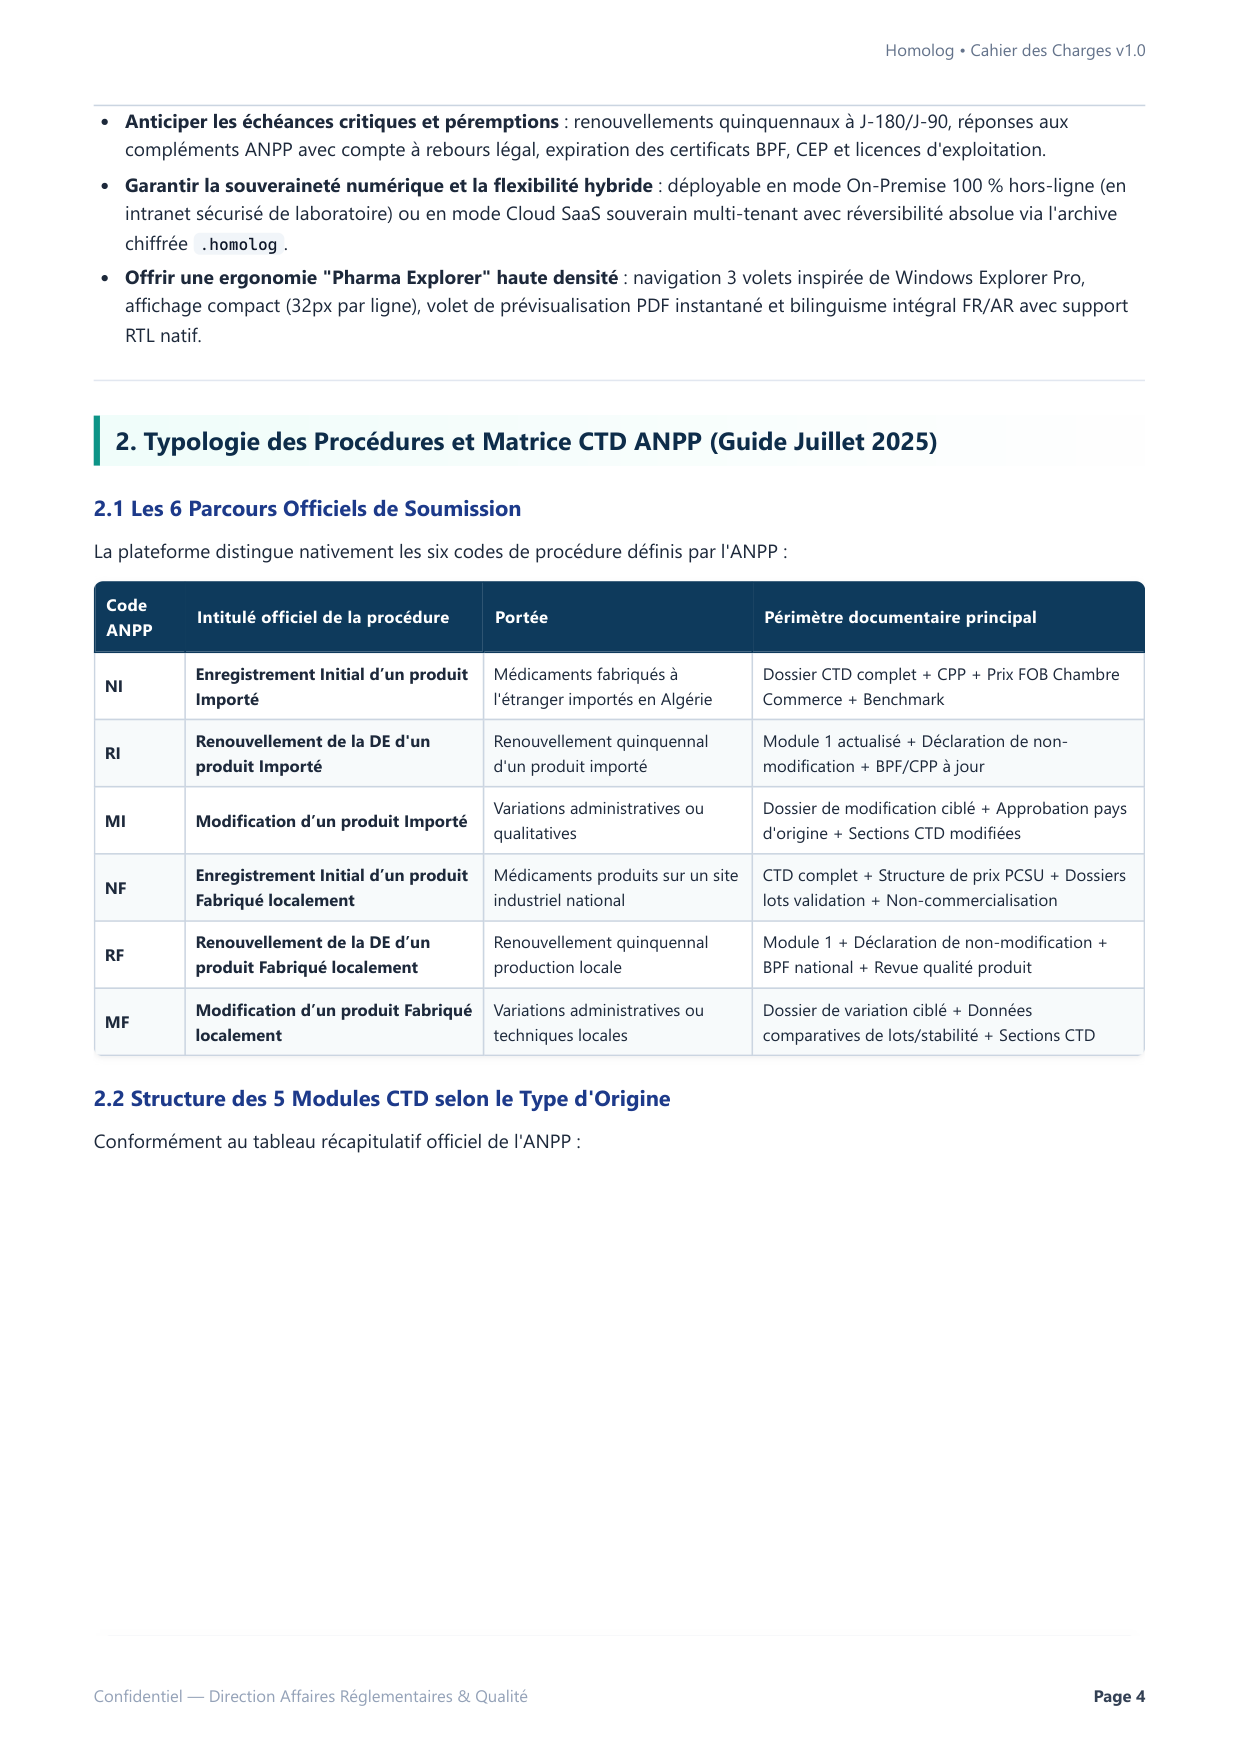 Homolog • Cahier des Charges v1.0
• Anticiper les échéances critiques et péremptions : renouvellements quinquennaux à J-180/J-90, réponses aux
compléments ANPP avec compte à rebours légal, expiration des certificats BPF, CEP et licences d'exploitation.
• Garantir la souveraineté numérique et la flexibilité hybride : déployable en mode On-Premise 100 % hors-ligne (en
intranet sécurisé de laboratoire) ou en mode Cloud SaaS souverain multi-tenant avec réversibilité absolue via l'archive
chiffrée .homolog .
• Offrir une ergonomie "Pharma Explorer" haute densité : navigation 3 volets inspirée de Windows Explorer Pro,
affichage compact (32px par ligne), volet de prévisualisation PDF instantané et bilinguisme intégral FR/AR avec support
RTL natif.
2. Typologie des Procédures et Matrice CTD ANPP (Guide Juillet 2025)
2.1 Les 6 Parcours Officiels de Soumission
La plateforme distingue nativement les six codes de procédure définis par l'ANPP :
Code
ANPP
Intitulé officiel de la procédure
Portée
Périmètre documentaire principal
NI
Enregistrement Initial d’un produit
Importé
Médicaments fabriqués à
l'étranger importés en Algérie
Dossier CTD complet + CPP + Prix FOB Chambre
Commerce + Benchmark
RI
Renouvellement de la DE d'un
produit Importé
Renouvellement quinquennal
d'un produit importé
Module 1 actualisé + Déclaration de non-
modification + BPF/CPP à jour
MI
Modification d’un produit Importé
Variations administratives ou
qualitatives
Dossier de modification ciblé + Approbation pays
d'origine + Sections CTD modifiées
NF
Enregistrement Initial d’un produit
Fabriqué localement
Médicaments produits sur un site
industriel national
CTD complet + Structure de prix PCSU + Dossiers
lots validation + Non-commercialisation
RF
Renouvellement de la DE d’un
produit Fabriqué localement
Renouvellement quinquennal
production locale
Module 1 + Déclaration de non-modification +
BPF national + Revue qualité produit
MF
Modification d’un produit Fabriqué
localement
Variations administratives ou
techniques locales
Dossier de variation ciblé + Données
comparatives de lots/stabilité + Sections CTD
2.2 Structure des 5 Modules CTD selon le Type d'Origine
Conformément au tableau récapitulatif officiel de l'ANPP :
Confidentiel — Direction Affaires Réglementaires & Qualité
Page 4